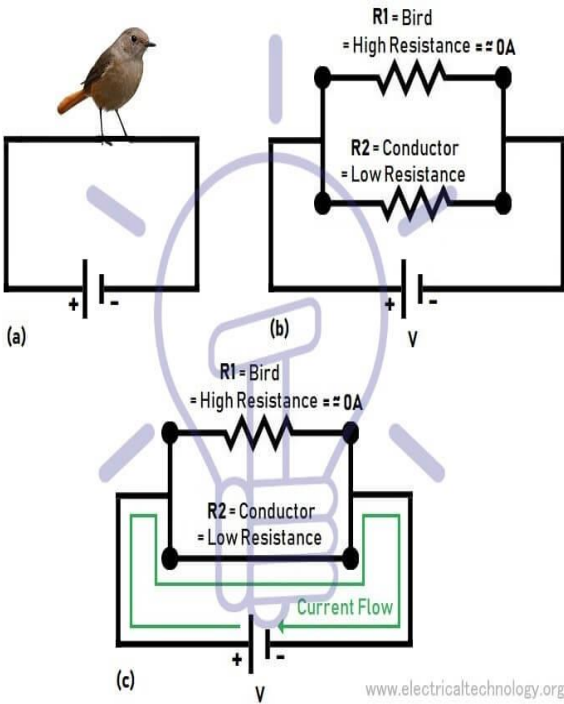 + -
(a)
R1 = Bird
= High Resistance = ≈ 0A
R2 = Conductor
= Low Resistance
+ -
(b)
V
R1 = Bird
= High Resistance = ≈ 0A
R2 = Conductor
= Low Resistance
Current Flow
+ -
(c)
V
www.electricaltechnology.org